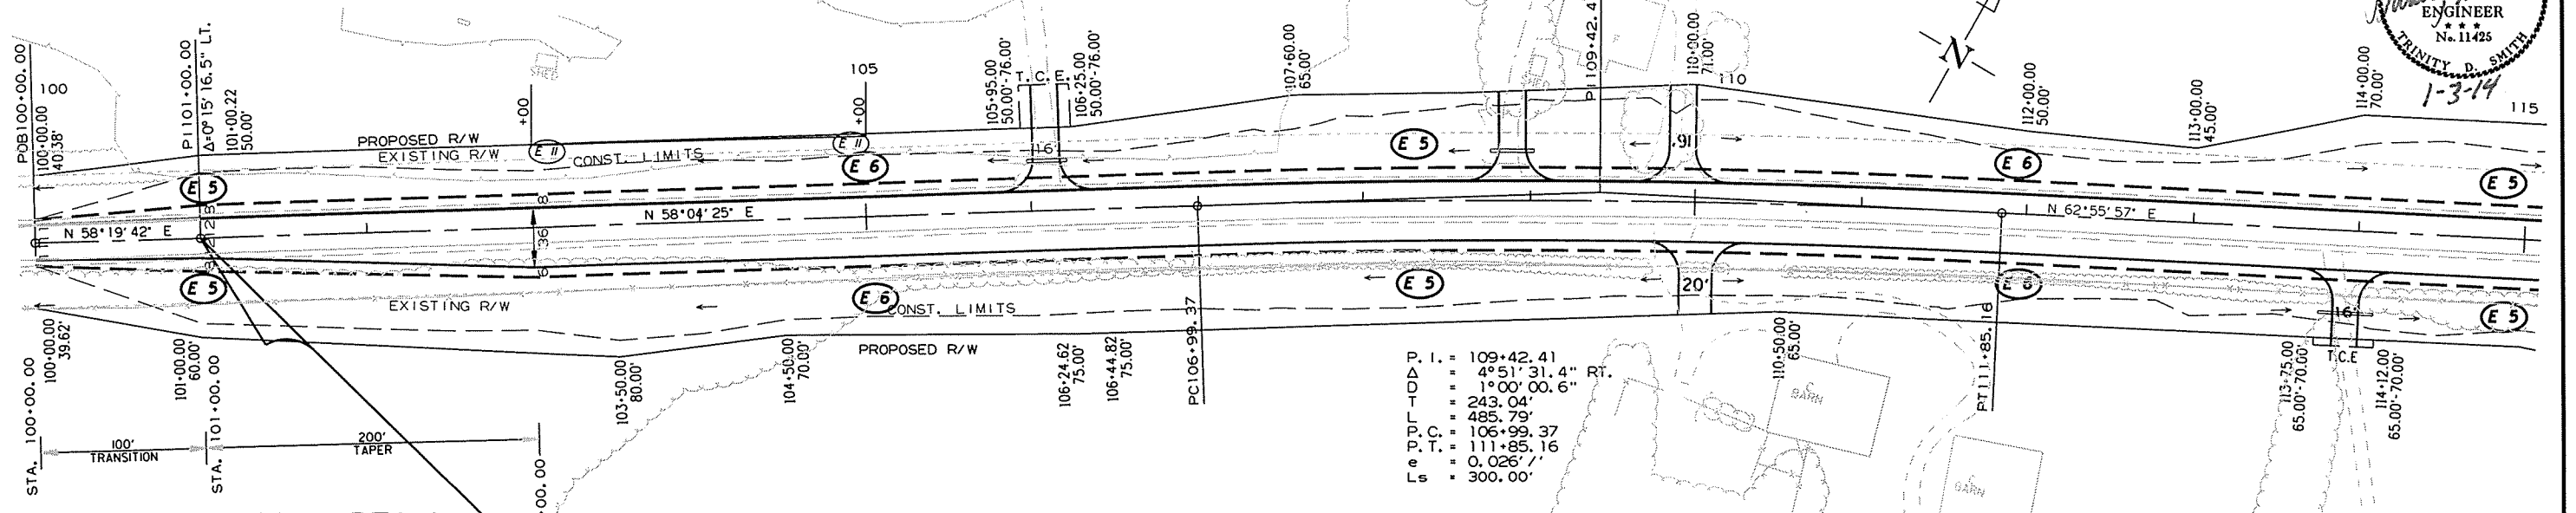 POB100+00.00
100+00.00
40.38'
100
PI101+00.00
Δ=0°15'16.5" LT.
101+00.22
50.00'
+00
105
+00
105+95.00
50.00'-76.00'
T.C.E.
106+25.00
50.00'-76.00'
107+60.00
65.00'
SHED
PI109+42.4
110+00.00
71.00'
110
N
112+00.00
50.00'
113+00.00
45.00'
114+00.00
70.00'
ENGINEER
★ ★ ★
No. 11425
TRINITY D. SMITH
1-3-14
115
PROPOSED R/W
EXISTING R/W
CONST. LIMITS
E 11
E 11
E 5
E 6
16'
E 5
16'
E 6
E 5
N 58°19'42" E
N 58°04'25" E
N 62°55'57" E
8
36'
6
E 5
EXISTING R/W
E 6
CONST. LIMITS
E 5
20'
E 6
16'
E 5
PROPOSED R/W
STA. 100+00.00
100+00.00
39.62'
101+00.00
60.00'
STA. 101+00.00
103+50.00
80.00'
104+50.00
70.00'
106+24.62
75.00'
106+44.82
75.00'
PC106+99.37
110+50.00
65.00'
PT111+85.16
113+75.00
65.00'-70.00'
T.C.E
114+12.00
65.00'-70.00'
100'
TRANSITION
200'
TAPER
00.00
P.I. = 109+42.41
Δ = 4°51'31.4" RT.
D = 1°00'00.6"
T = 243.04'
L = 485.79'
P.C. = 106+99.37
P.T. = 111+85.16
e = 0.026'/'
Ls = 300.00'
BARN
BARN